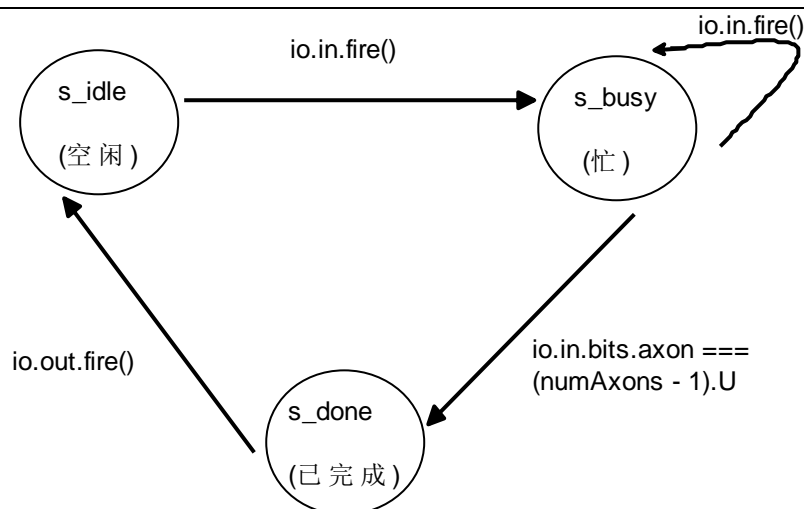 io.in.fire()
io.in.fire()
s_idle
(空闲)
s_busy
(忙)
io.out.fire()
io.in.bits.axon ===
(numAxons - 1).U
s_done
(已完成)